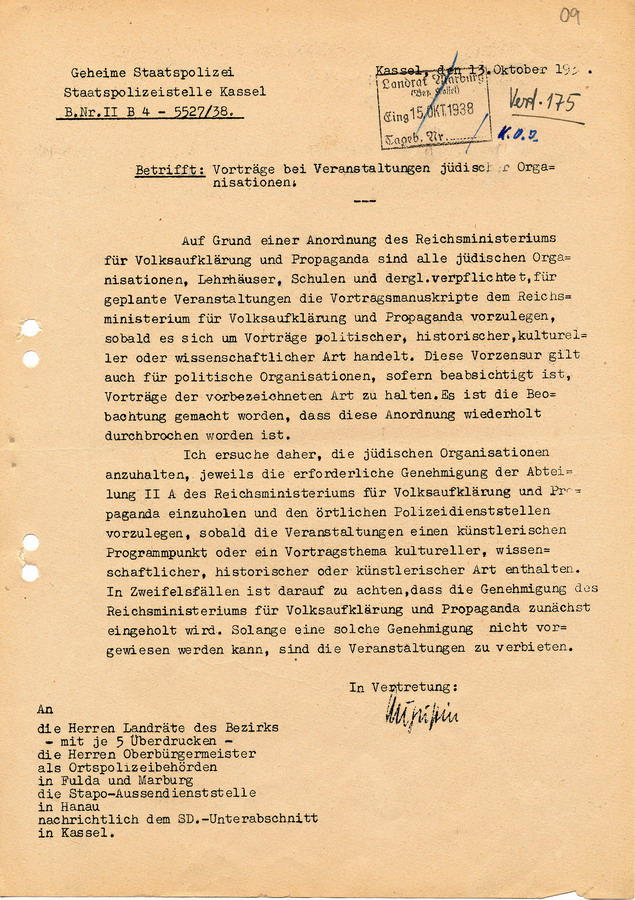 09
Geheime Staatspolizei
Staatspolizeistelle Kassel
B.Nr.II B 4 - 5527/38.
Kassel, den 13.Oktober 193 .
Landrat Marburg
(Bez. Kassel)
Eing 15. OKT. 1938
Tageb. Nr.
Verf. 175
Betrifft: Vorträge bei Veranstaltungen jüdischer Orga=
nisationen.
---
Auf Grund einer Anordnung des Reichsministeriums
für Volksaufklärung und Propaganda sind alle jüdischen Orga=
nisationen, Lehrhäuser, Schulen und dergl.verpflichtet,für
geplante Veranstaltungen die Vortragsmanuskripte dem Reichs=
ministerium für Volksaufklärung und Propaganda vorzulegen,
sobald es sich um Vorträge politischer, historischer,kulturel=
ler oder wissenschaftlicher Art handelt. Diese Vorzensur gilt
auch für politische Organisationen, sofern beabsichtigt ist,
Vorträge der vorbezeichneten Art zu halten.Es ist die Beo=
bachtung gemacht worden, dass diese Anordnung wiederholt
durchbrochen worden ist.
Ich ersuche daher, die jüdischen Organisationen
anzuhalten, jeweils die erforderliche Genehmigung der Abtei=
lung II A des Reichsministeriums für Volksaufklärung und Pro=
paganda einzuholen und den örtlichen Polizeidienststellen
vorzulegen, sobald die Veranstaltungen einen künstlerischen
Programmpunkt oder ein Vortragsthema kultureller, wissen=
schaftlicher, historischer oder künstlerischer Art enthalten.
In Zweifelsfällen ist darauf zu achten,dass die Genehmigung des
Reichsministeriums für Volksaufklärung und Propaganda zunächst
eingeholt wird. Solange eine solche Genehmigung nicht vor=
gewiesen werden kann, sind die Veranstaltungen zu verbieten.
In Vertretung:
An
die Herren Landräte des Bezirks
- mit je 5 Überdrucken -
die Herren Oberbürgermeister
als Ortspolizeibehörden
in Fulda und Marburg
die Stapo-Aussendienststelle
in Hanau
nachrichtlich dem SD.-Unterabschnitt
in Kassel.